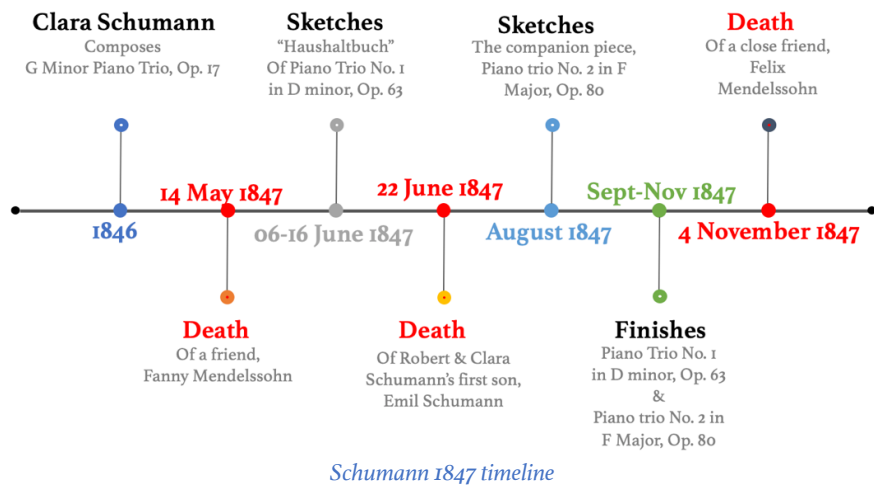 Clara Schumann
Composes
G Minor Piano Trio, Op. 17
Sketches
“Haushaltbuch”
Of Piano Trio No. 1
in D minor, Op. 63
Sketches
The companion piece,
Piano trio No. 2 in F
Major, Op. 80
Death
Of a close friend,
Felix
Mendelssohn
1846
14 May 1847
06-16 June 1847
22 June 1847
August 1847
Sept-Nov 1847
4 November 1847
Death
Of a friend,
Fanny Mendelssohn
Death
Of Robert & Clara
Schumann’s first son,
Emil Schumann
Finishes
Piano Trio No. 1
in D minor, Op. 63
&
Piano trio No. 2 in
F Major, Op. 80
Schumann 1847 timeline